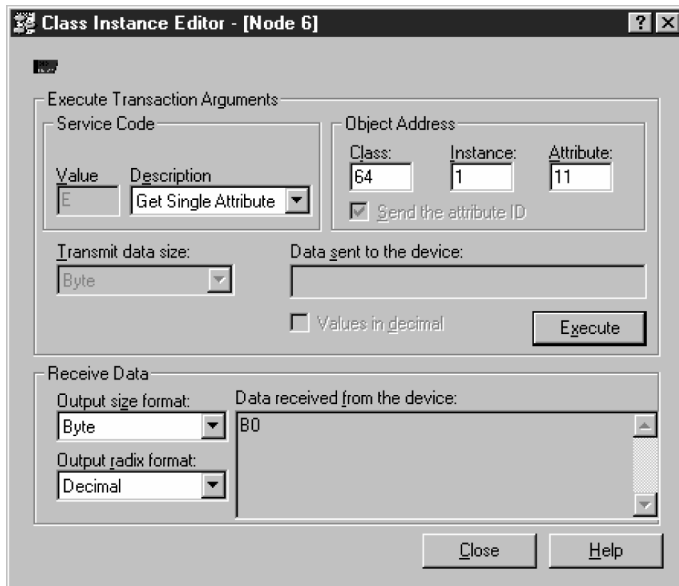 Class Instance Editor - [Node 6]
Execute Transaction Arguments
Service Code
Value
Description
E
Get Single Attribute
Object Address
Class:
Instance:
Attribute:
64
1
11
Send the attribute ID
Transmit data size:
Byte
Data sent to the device:
Values in decimal
Execute
Receive Data
Output size format:
Byte
Output radix format:
Decimal
Data received from the device:
B0
Close
Help